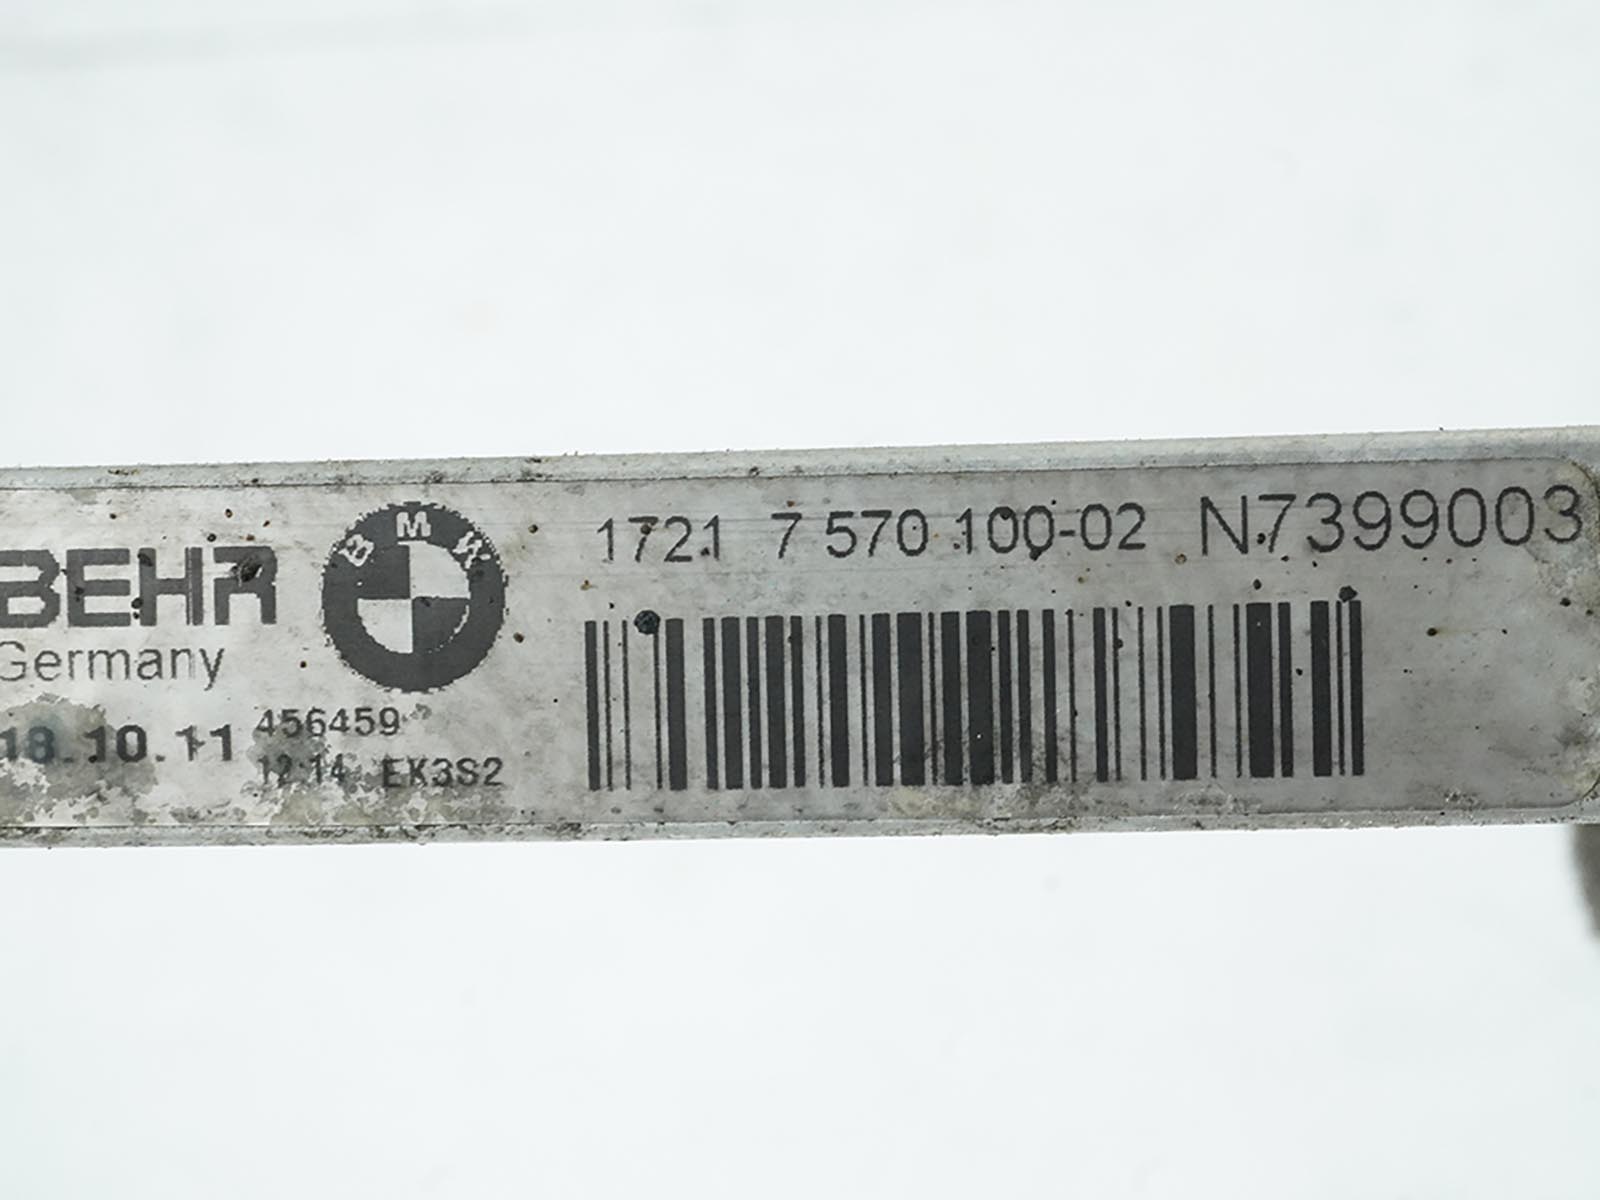 BEHR
Germany
18.10.11
456459
12:14 EK3S2
BMW
1721 7 570 100-02 N7399003